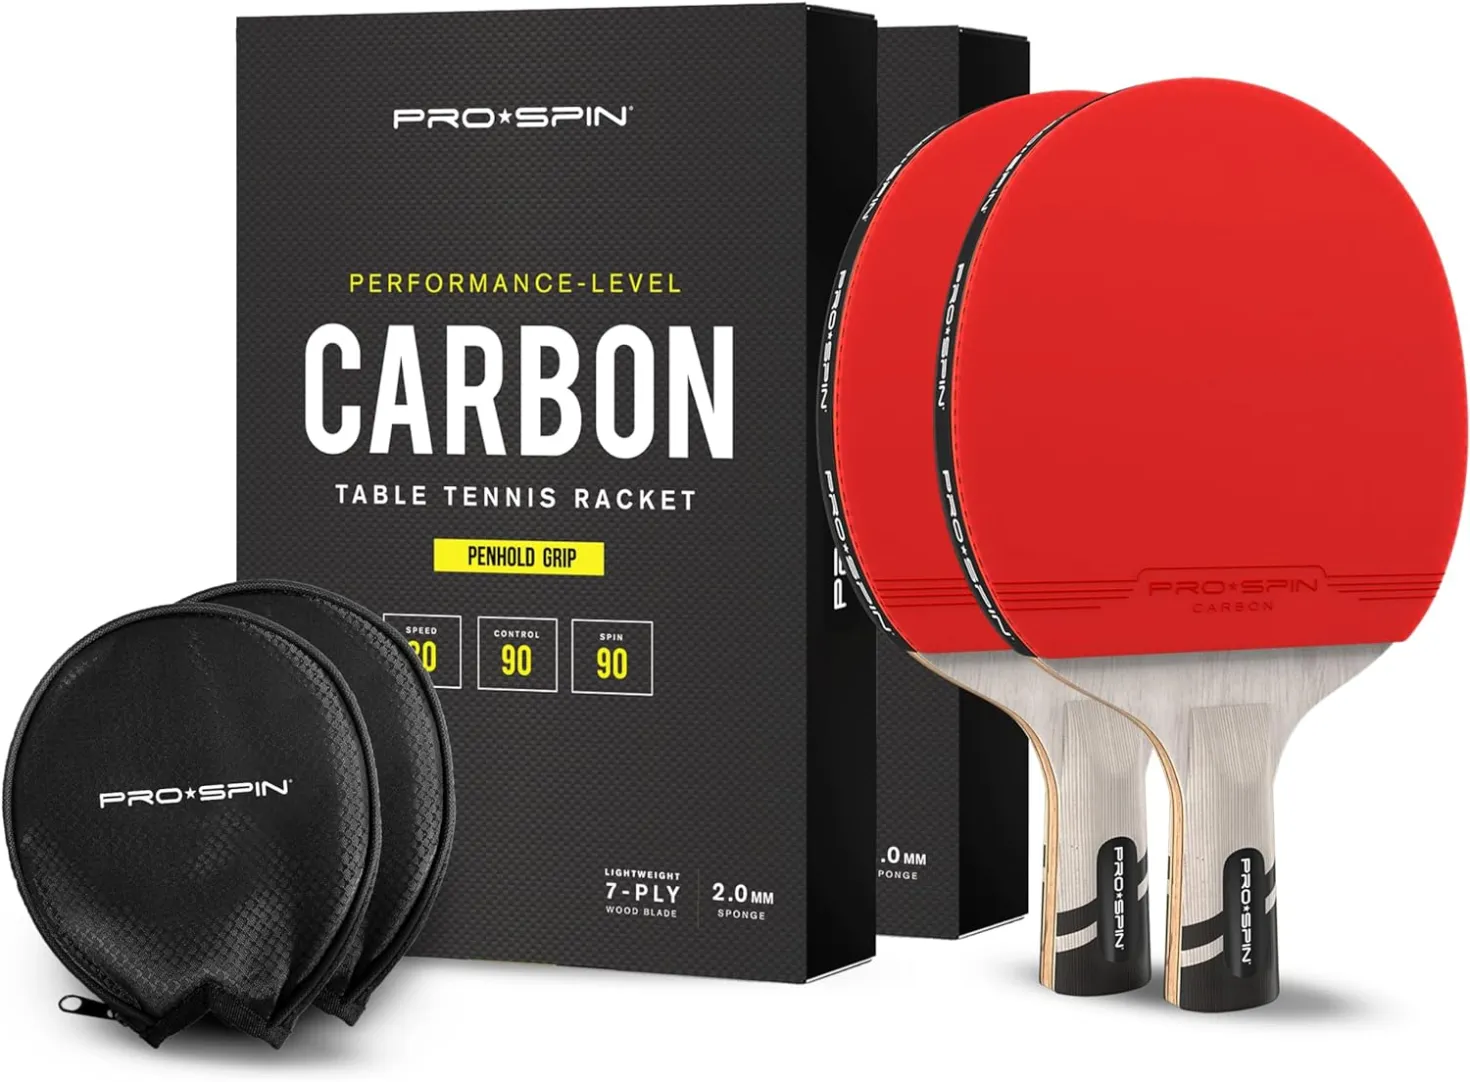 PRO★SPIN
PERFORMANCE-LEVEL
CARBON
TABLE TENNIS RACKET
PENHOLD GRIP
SPEED
CONTROL
90
SPIN
90
LIGHTWEIGHT
7-PLY
WOOD BLADE
2.0MM
SPONGE
.0MM
PONGE
PRO★SPIN
PRO★SPIN
PRO★SPIN
PRO★SPIN
PRO★SPIN
PRO★SPIN
CARBON
PRO★SPIN
PRO★SPIN